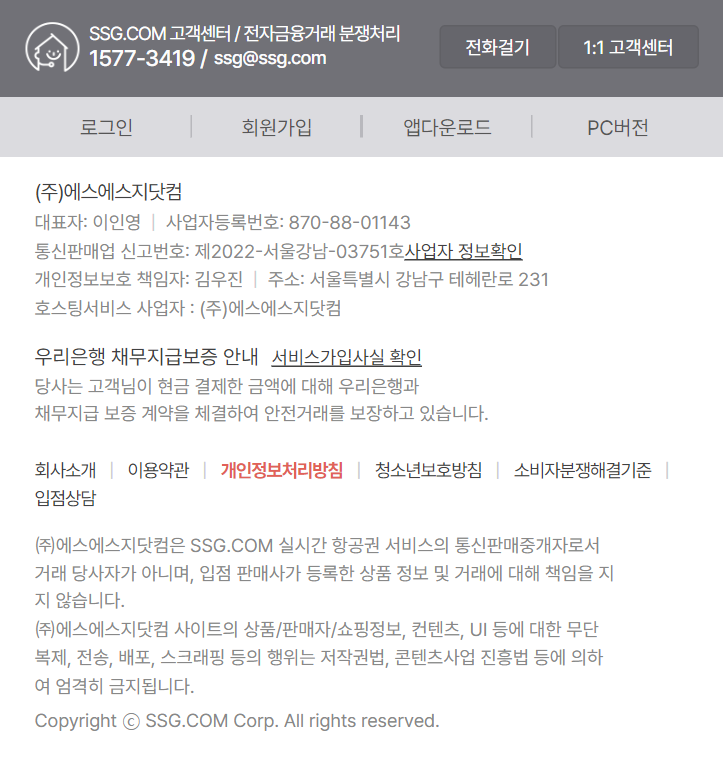 SSG.COM 고객센터 / 전자금융거래 분쟁처리
1577-3419 / ssg@ssg.com
전화걸기
1:1 고객센터
로그인 | 회원가입 | 앱다운로드 | PC버전
(주)에스에스지닷컴
대표자: 이인영 | 사업자등록번호: 870-88-01143
통신판매업 신고번호: 제2022-서울강남-03751호사업자 정보확인
개인정보보호 책임자: 김우진 | 주소: 서울특별시 강남구 테헤란로 231
호스팅서비스 사업자 : (주)에스에스지닷컴
우리은행 채무지급보증 안내 서비스가입사실 확인
당사는 고객님이 현금 결제한 금액에 대해 우리은행과
채무지급 보증 계약을 체결하여 안전거래를 보장하고 있습니다.
회사소개 | 이용약관 | 개인정보처리방침 | 청소년보호방침 | 소비자분쟁해결기준 |
입점상담
㈜에스에스지닷컴은 SSG.COM 실시간 항공권 서비스의 통신판매중개자로서
거래 당사자가 아니며, 입점 판매사가 등록한 상품 정보 및 거래에 대해 책임을 지
지 않습니다.
㈜에스에스지닷컴 사이트의 상품/판매자/쇼핑정보, 컨텐츠, UI 등에 대한 무단
복제, 전송, 배포, 스크래핑 등의 행위는 저작권법, 콘텐츠사업 진흥법 등에 의하
여 엄격히 금지됩니다.
Copyright ⓒ SSG.COM Corp. All rights reserved.